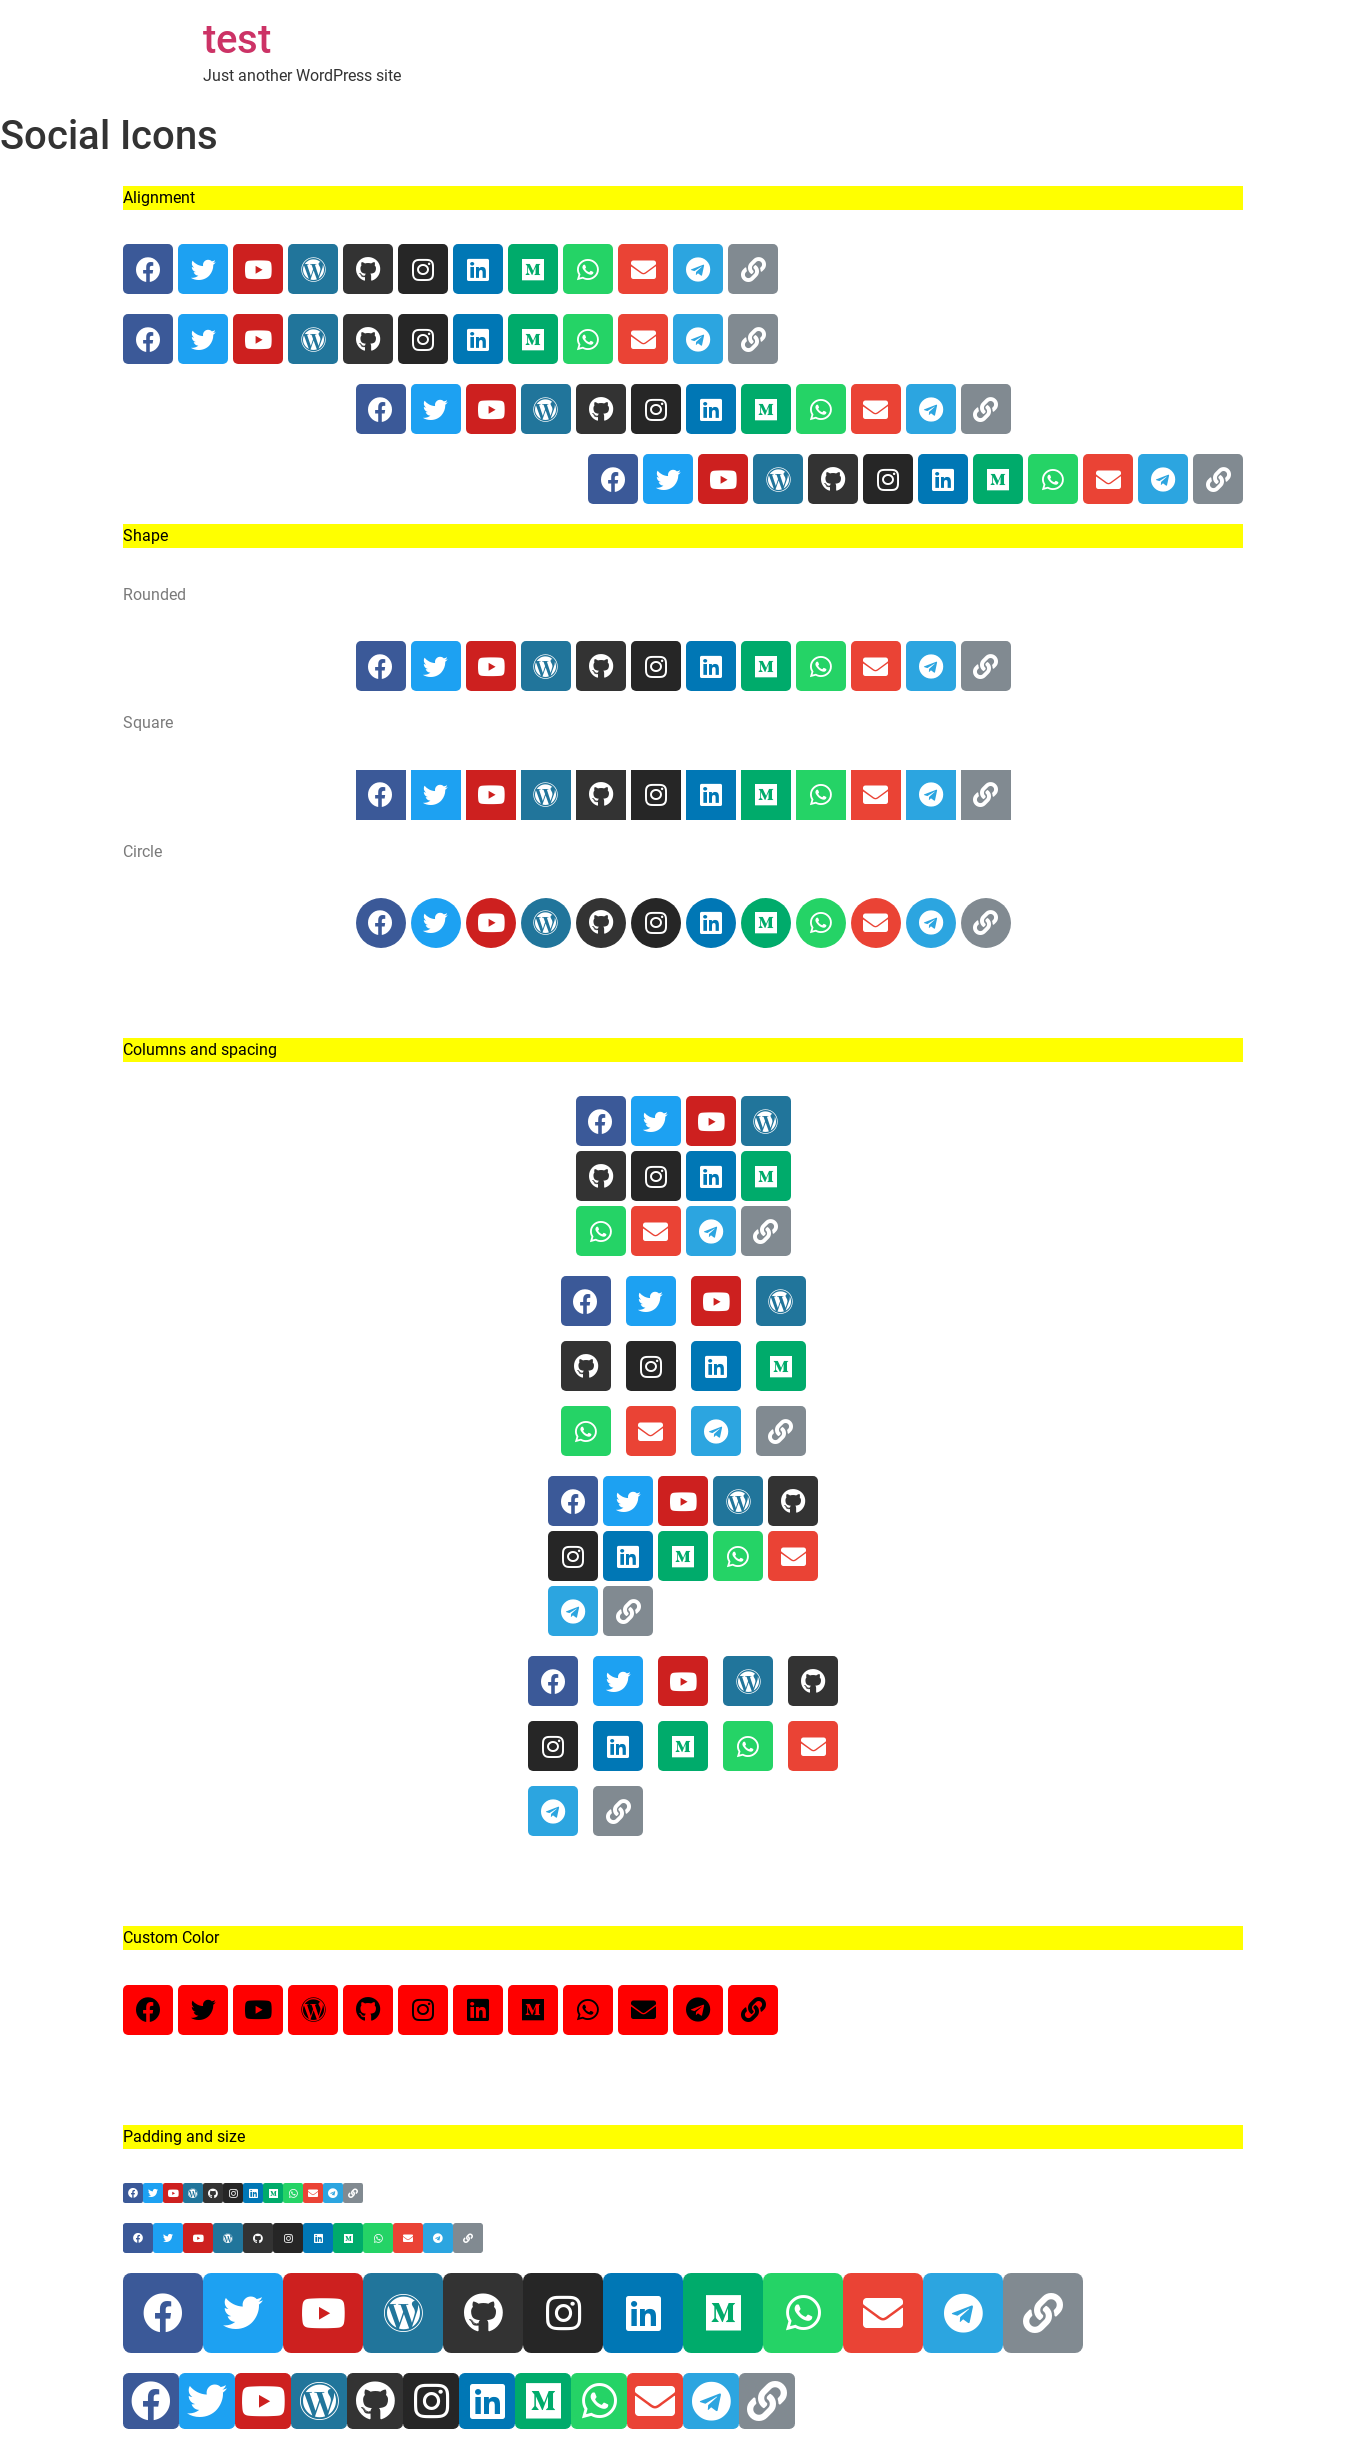 test
Just another WordPress site
Social Icons
Alignment
Shape
Rounded
Square
Circle
Columns and spacing
Custom Color
Padding and size